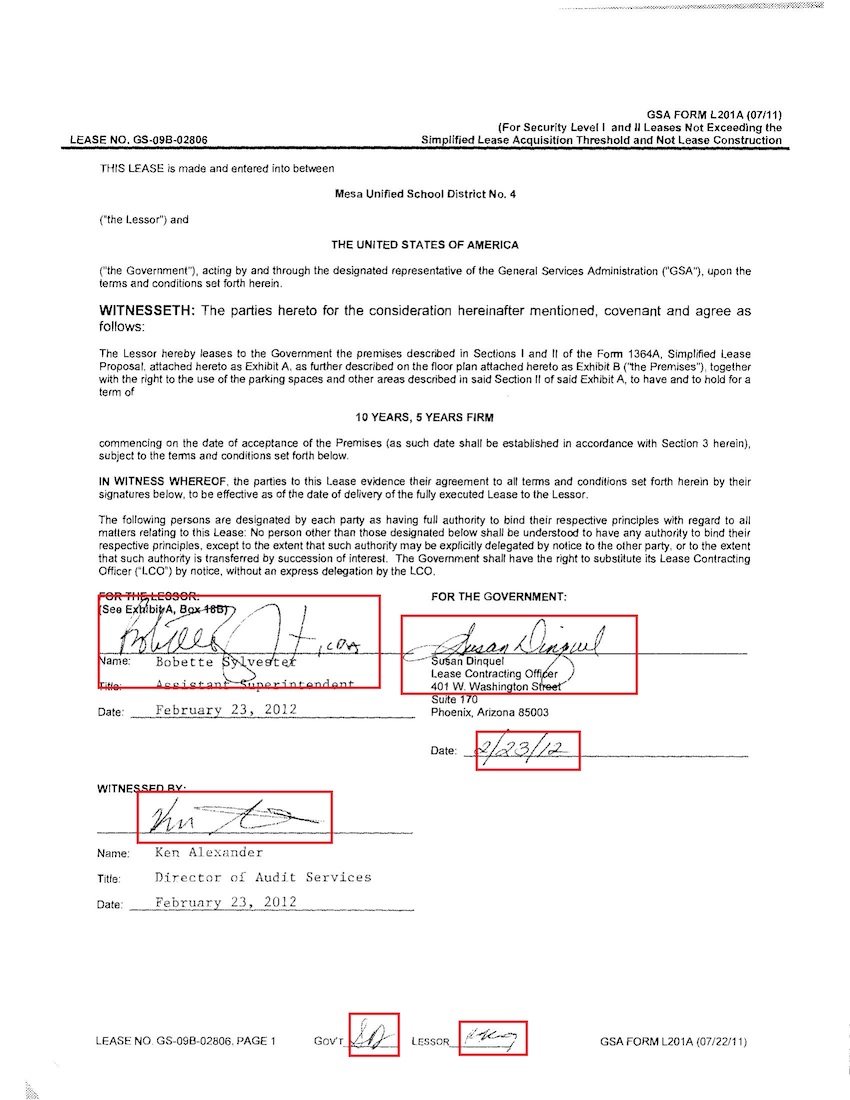 GSA FORM L201A (07/11)
(For Security Level I and II Leases Not Exceeding the
LEASE NO. GS-09B-02806 Simplified Lease Acquisition Threshold and Not Lease Construction
THIS LEASE is made and entered into between
Mesa Unified School District No. 4
("the Lessor") and
THE UNITED STATES OF AMERICA
("the Government"), acting by and through the designated representative of the General Services Administration ("GSA"), upon the
terms and conditions set forth herein.
WITNESSETH: The parties hereto for the consideration hereinafter mentioned, covenant and agree as
follows:
The Lessor hereby leases to the Government the premises described in Sections I and II of the Form 1364A, Simplified Lease
Proposal, attached hereto as Exhibit A, as further described on the floor plan attached hereto as Exhibit B ("the Premises"), together
with the right to the use of the parking spaces and other areas described in said Section II of said Exhibit A, to have and to hold for a
term of
10 YEARS, 5 YEARS FIRM
commencing on the date of acceptance of the Premises (as such date shall be established in accordance with Section 3 herein),
subject to the terms and conditions set forth below.
IN WITNESS WHEREOF, the parties to this Lease evidence their agreement to all terms and conditions set forth herein by their
signatures below, to be effective as of the date of delivery of the fully executed Lease to the Lessor.
The following persons are designated by each party as having full authority to bind their respective principles with regard to all
matters relating to this Lease: No person other than those designated below shall be understood to have any authority to bind their
respective principles, except to the extent that such authority may be explicitly delegated by notice to the other party, or to the extent
that such authority is transferred by succession of interest. The Government shall have the right to substitute its Lease Contracting
Officer ("LCO") by notice, without an express delegation by the LCO.
FOR THE LESSOR:
(See Exhibit A, Box 16B)
Name: Bobette Sylvester
Title: Assistant Superintendent
Date: February 23, 2012
FOR THE GOVERNMENT:
Susan Dinquel
Susan Dinquel
Lease Contracting Officer
401 W. Washington Street
Suite 170
Phoenix, Arizona 85003
Date: 2/23/12
WITNESSED BY:
Name: Ken Alexander
Title: Director of Audit Services
Date: February 23, 2012
LEASE NO. GS-09B-02806, PAGE 1 GOV'T SD LESSOR GSA FORM L201A (07/22/11)